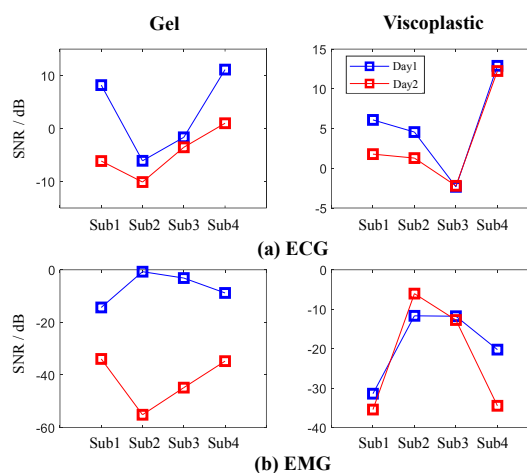 Gel
Viscoplastic
SNR / dB
10
0
-10
Sub1 Sub2 Sub3 Sub4
15
10
5
0
-5
Day1
Day2
Sub1 Sub2 Sub3 Sub4
(a) ECG
SNR / dB
0
-20
-40
-60
Sub1 Sub2 Sub3 Sub4
0
-10
-20
-30
-40
Sub1 Sub2 Sub3 Sub4
(b) EMG